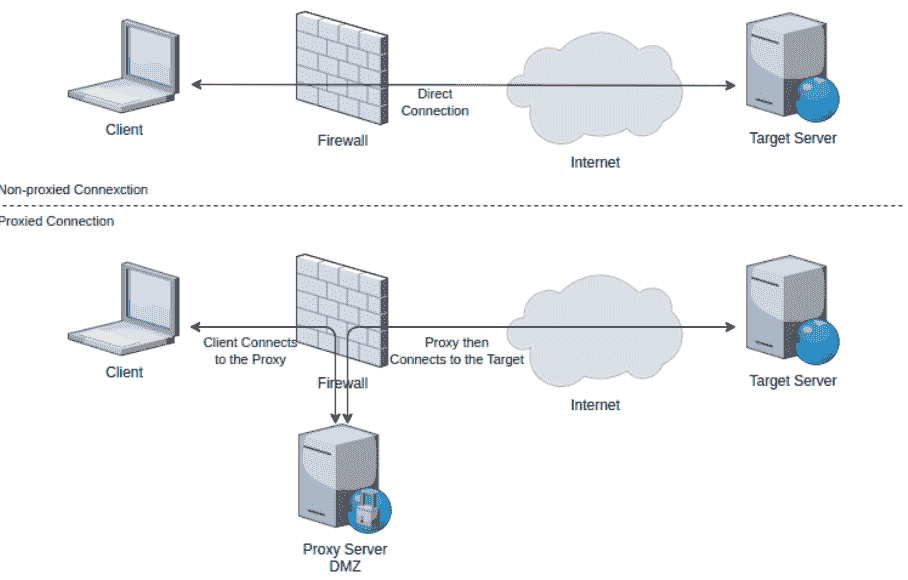 Client
Firewall
Direct
Connection
Internet
Target Server
Non-proxied Connexction
Proxied Connection
Client
Client Connects
to the Proxy
Firewall
Proxy then
Connects to the Target
Internet
Target Server
Proxy Server
DMZ